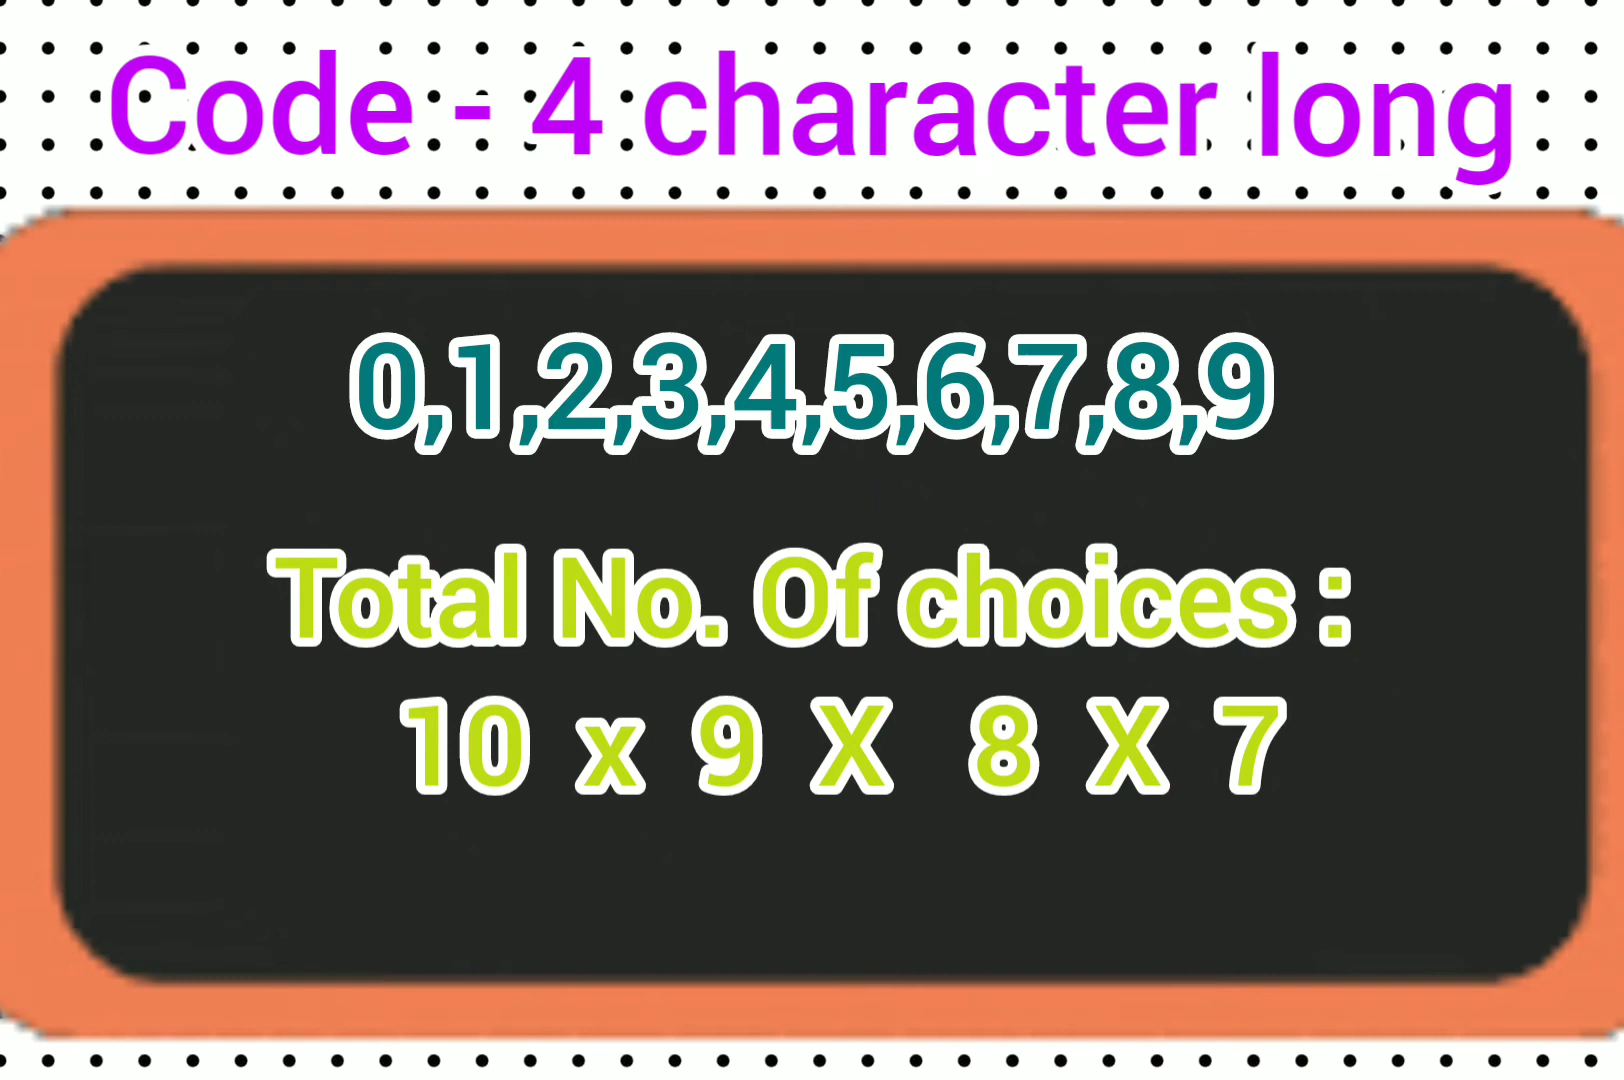 Code - 4 character long
0,1,2,3,4,5,6,7,8,9
Total No. Of choices :
10 x 9 X 8 X 7